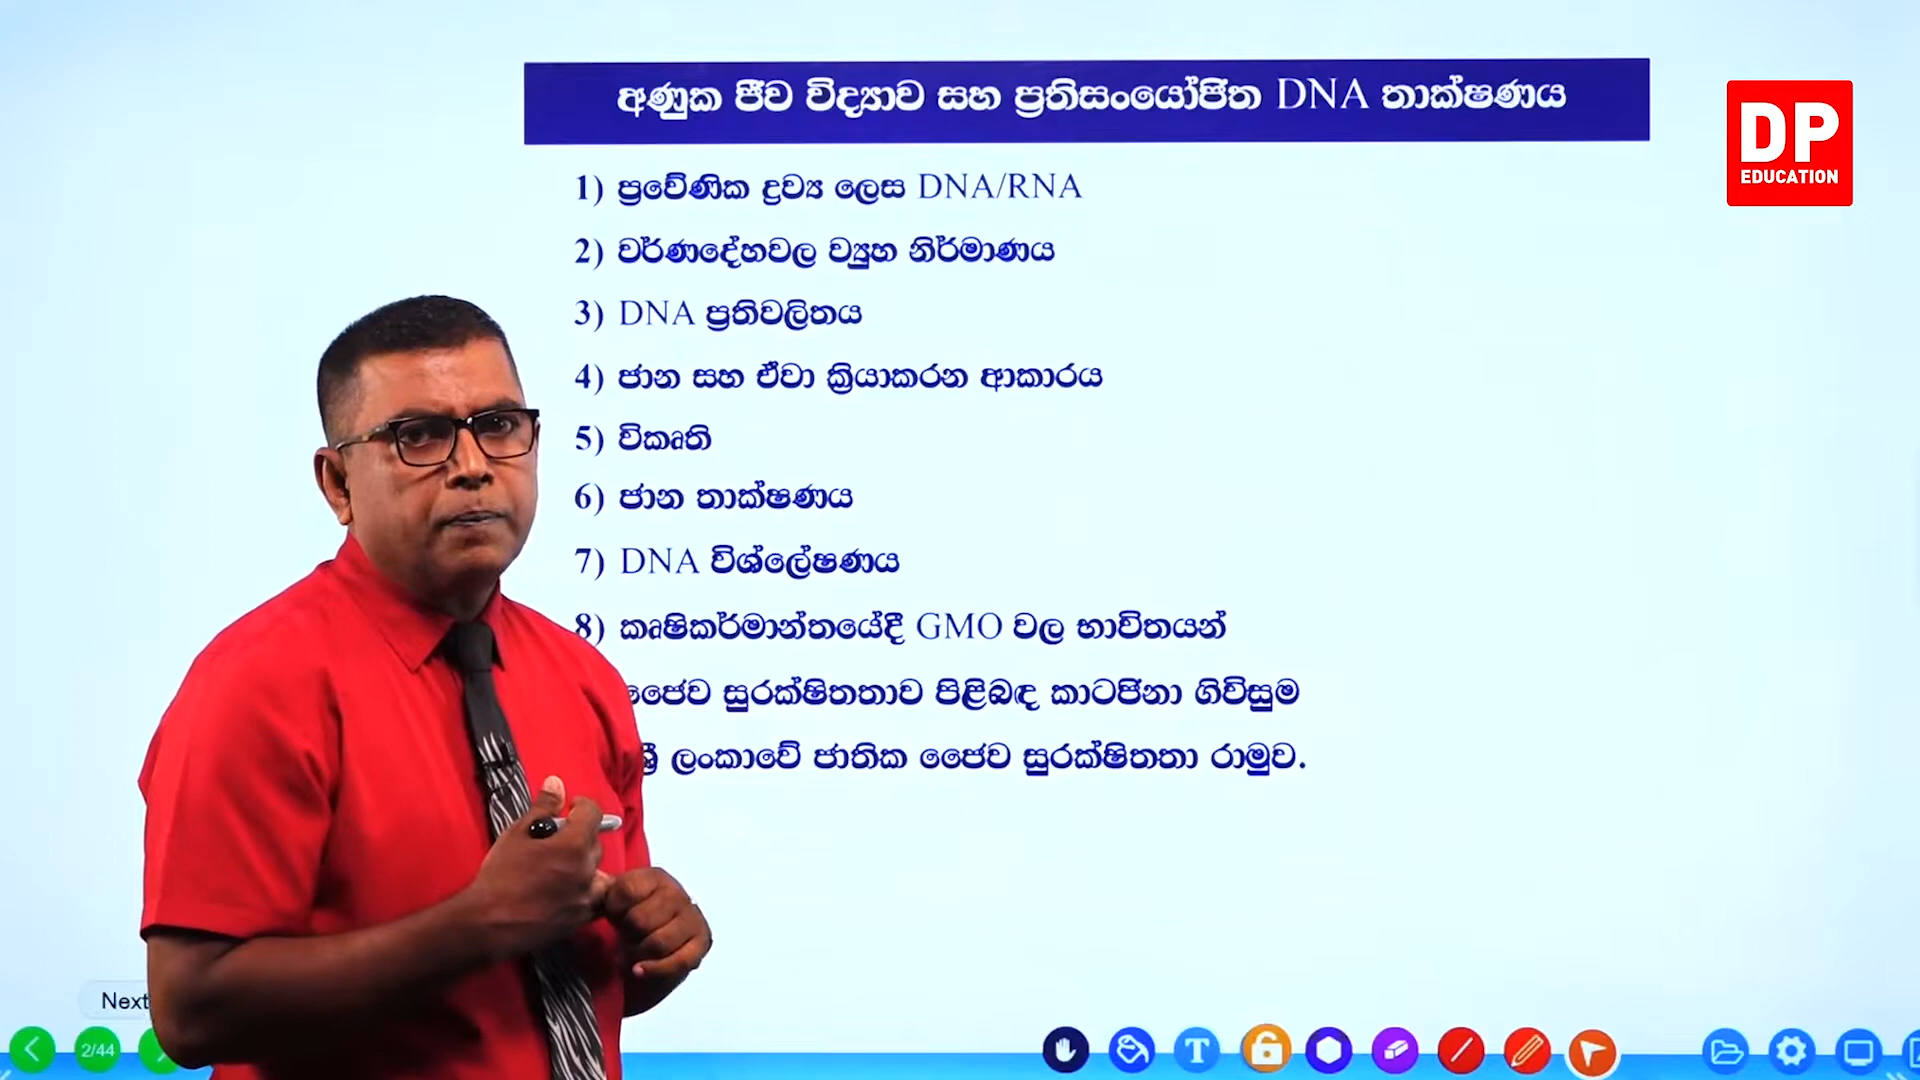 අණුක ජීව විද්‍යාව සහ ප්‍රතිසංයෝජිත DNA තාක්ෂණය
DP
EDUCATION
1) ප්‍රවේණික ද්‍රව්‍ය ලෙස DNA/RNA
2) වර්ණදේහවල ව්‍යුහ නිර්මාණය
3) DNA ප්‍රතිවලිතය
4) ජාන සහ ඒවා ක්‍රියාකරන ආකාරය
5) විකෘති
6) ජාන තාක්ෂණය
7) DNA විශ්ලේෂණය
8) කෘෂිකර්මාන්තයේදී GMO වල භාවිතයන්
ජෛව සුරක්ෂිතතාව පිළිබඳ කාටජිනා ගිවිසුම
ශ්‍රී ලංකාවේ ජාතික ජෛව සුරක්ෂිතතා රාමුව.
Next
2/44
T